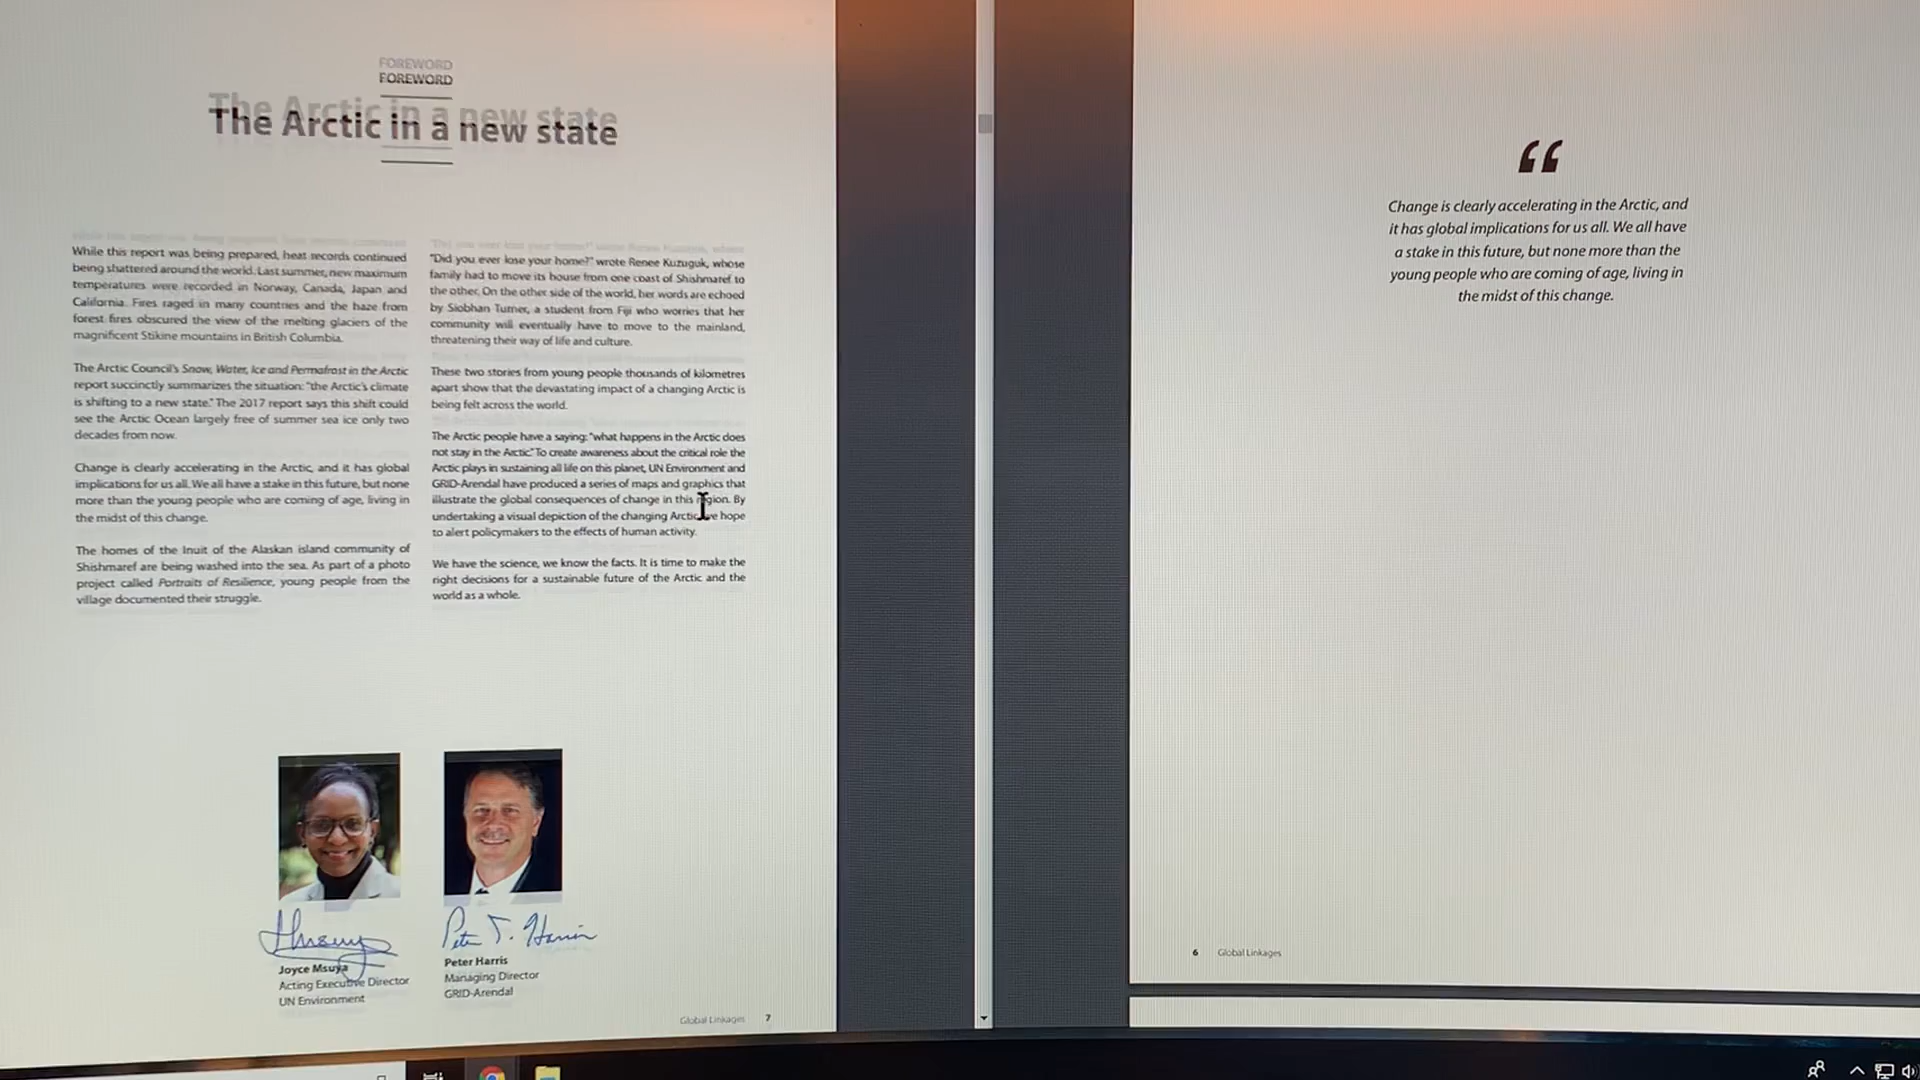 FOREWORD
The Arctic in a new state
While this report was being prepared, heat records continued
being shattered around the world. Last summer, new maximum
temperatures were recorded in Norway, Canada, Japan and
California. Fires raged in many countries and the haze from
forest fires obscured the view of the melting glaciers of the
magnificent Stikine mountains in British Columbia.
The Arctic Council's Snow, Water, Ice and Permafrost in the Arctic
report succinctly summarizes the situation: "the Arctic's climate
is shifting to a new state." The 2017 report says this shift could
see the Arctic Ocean largely free of summer sea ice only two
decades from now.
Change is clearly accelerating in the Arctic, and it has global
implications for us all. We all have a stake in this future, but none
more than the young people who are coming of age, living in
the midst of this change.
The homes of the Inuit of the Alaskan island community of
Shishmaref are being washed into the sea. As part of a photo
project called Portraits of Resilience, young people from the
village documented their struggle.
"Did you ever lose your home?" wrote Renee Kuzuguk, whose
family had to move its house from one coast of Shishmaref to
the other. On the other side of the world, her words are echoed
by Siobhan Turner, a student from Fiji who worries that her
community will eventually have to move to the mainland,
threatening their way of life and culture.
These two stories from young people thousands of kilometres
apart show that the devastating impact of a changing Arctic is
being felt across the world.
The Arctic people have a saying: "what happens in the Arctic does
not stay in the Arctic." To create awareness about the critical role the
Arctic plays in sustaining all life on this planet, UN Environment and
GRID-Arendal have produced a series of maps and graphics that
illustrate the global consequences of change in this region. By
undertaking a visual depiction of the changing Arctic, we hope
to alert policymakers to the effects of human activity.
We have the science, we know the facts. It is time to make the
right decisions for a sustainable future of the Arctic and the
world as a whole.
Peter T. Harris
Joyce Msuya
Acting Executive Director
UN Environment
Peter Harris
Managing Director
GRID-Arendal
Global Linkages 7
"
Change is clearly accelerating in the Arctic, and
it has global implications for us all. We all have
a stake in this future, but none more than the
young people who are coming of age, living in
the midst of this change.
6 Global Linkages